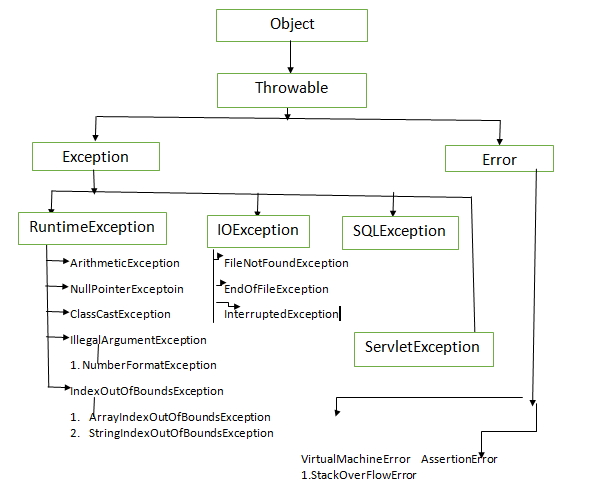 Object
Throwable
Exception
Error
RuntimeException
IOException
SQLException
ArithmeticException
FileNotFoundException
NullPointerExceptoin
EndOfFileException
ClassCastException
InterruptedException
IllegalArgumentException
ServletException
1. NumberFormatException
IndexOutOfBoundsException
1. ArrayIndexOutOfBoundsException
2. StringIndexOutOfBoundsException
VirtualMachineError AssertionError
1.StackOverFlowError